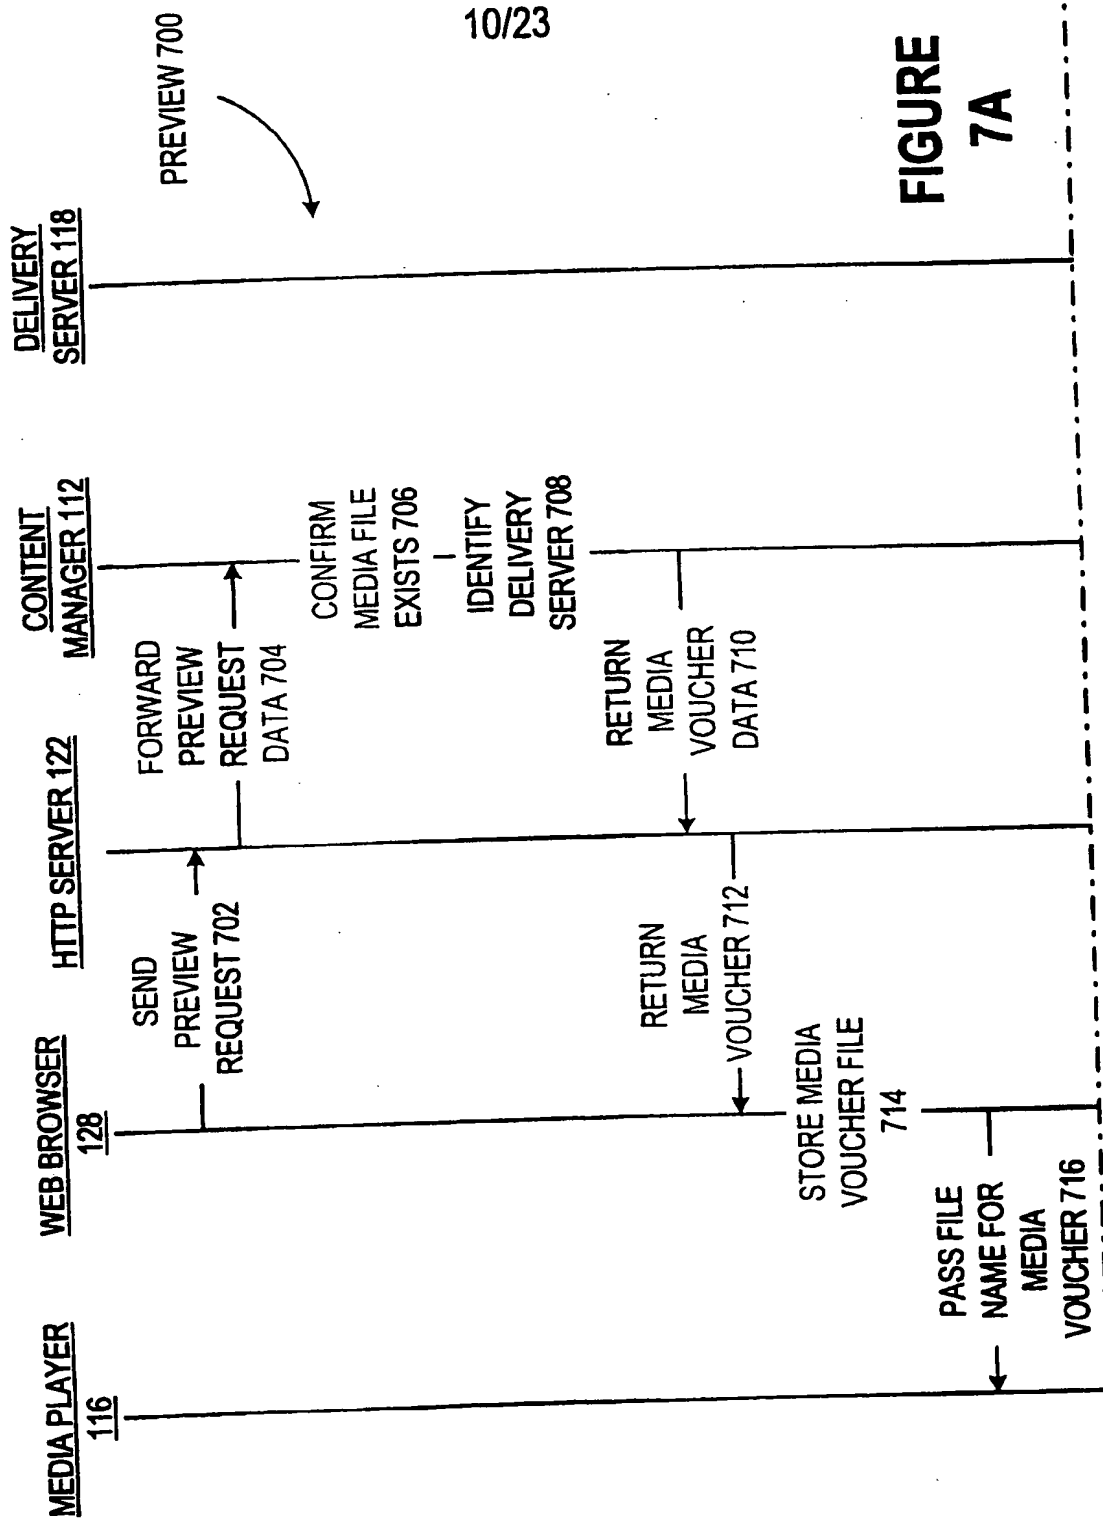 10/23
MEDIA PLAYER
116
WEB BROWSER
128
HTTP SERVER 122
CONTENT
MANAGER 112
DELIVERY
SERVER 118
PREVIEW 700
SEND
PREVIEW
REQUEST 702
FORWARD
PREVIEW
REQUEST
DATA 704
CONFIRM
MEDIA FILE
EXISTS 706
IDENTIFY
DELIVERY
SERVER 708
RETURN
MEDIA
VOUCHER
DATA 710
RETURN
MEDIA
VOUCHER 712
STORE MEDIA
VOUCHER FILE
714
PASS FILE
NAME FOR
MEDIA
VOUCHER 716
FIGURE
7A